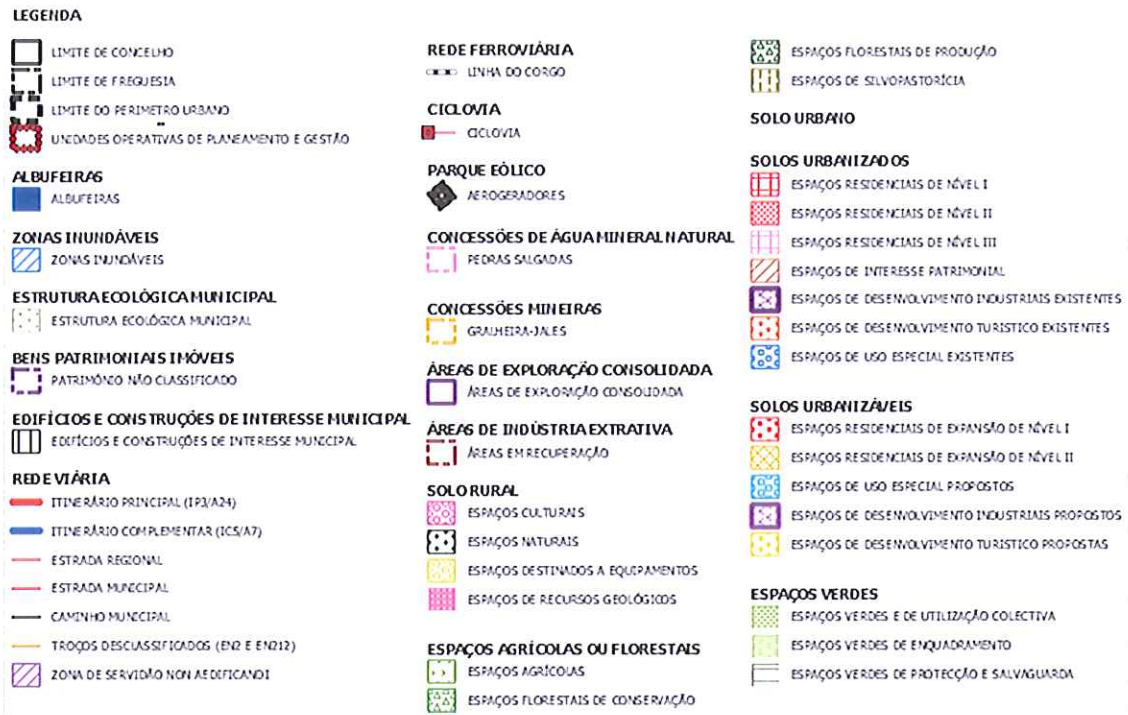 LEGENDA
LIMITE DE CONCELHO
LIMITE DE FREGUESIA
LIMITE DO PERIMETRO URBANO
UNIDADES OPERATIVAS DE PLANEAMENTO E GESTÃO
ALBUFEIRAS
ALBUFEIRAS
ZONAS INUNDÁVEIS
ZONAS INUNDÁVEIS
ESTRUTURA ECOLÓGICA MUNICIPAL
ESTRUTURA ECOLÓGICA MUNICIPAL
BENS PATRIMONIAIS IMÓVEIS
PATRIMÓNIO NÃO CLASSIFICADO
EDIFÍCIOS E CONSTRUÇÕES DE INTERESSE MUNICIPAL
EDIFÍCIOS E CONSTRUÇÕES DE INTERESSE MUNICIPAL
REDE VIÁRIA
ITINERÁRIO PRINCIPAL (IP3/A24)
ITINERÁRIO COMPLEMENTAR (IC5/A7)
ESTRADA REGIONAL
ESTRADA MUNICIPAL
CAMINHO MUNICIPAL
TROÇOS DESCLASSIFICADOS (EN2 E EN212)
ZONA DE SERVIDÃO NON AEDIFICANDI
REDE FERROVIÁRIA
LINHA DO CORGO
CICLOVIA
CICLOVIA
PARQUE EÓLICO
AEROGERADORES
CONCESSÕES DE ÁGUA MINERAL NATURAL
PEDRAS SALGADAS
CONCESSÕES MINEIRAS
GRALHEIRA-JALES
ÁREAS DE EXPLORAÇÃO CONSOLIDADA
ÁREAS DE EXPLORAÇÃO CONSOLIDADA
ÁREAS DE INDÚSTRIA EXTRATIVA
ÁREAS EM RECUPERAÇÃO
SOLO RURAL
ESPAÇOS CULTURAIS
ESPAÇOS NATURAIS
ESPAÇOS DESTINADOS A EQUIPAMENTOS
ESPAÇOS DE RECURSOS GEOLÓGICOS
ESPAÇOS AGRÍCOLAS OU FLORESTAIS
ESPAÇOS AGRÍCOLAS
ESPAÇOS FLORESTAIS DE CONSERVAÇÃO
ESPAÇOS FLORESTAIS DE PRODUÇÃO
ESPAÇOS DE SILVOPASTORÍCIA
SOLO URBANO
SOLOS URBANIZADOS
ESPAÇOS RESIDENCIAIS DE NÍVEL I
ESPAÇOS RESIDENCIAIS DE NÍVEL II
ESPAÇOS RESIDENCIAIS DE NÍVEL III
ESPAÇOS DE INTERESSE PATRIMONIAL
ESPAÇOS DE DESENVOLVIMENTO INDUSTRIAIS EXISTENTES
ESPAÇOS DE DESENVOLVIMENTO TURISTICO EXISTENTES
ESPAÇOS DE USO ESPECIAL EXISTENTES
SOLOS URBANIZÁVEIS
ESPAÇOS RESIDENCIAIS DE EXPANSÃO DE NÍVEL I
ESPAÇOS RESIDENCIAIS DE EXPANSÃO DE NÍVEL II
ESPAÇOS DE USO ESPECIAL PROPOSTOS
ESPAÇOS DE DESENVOLVIMENTO INDUSTRIAIS PROPOSTOS
ESPAÇOS DE DESENVOLVIMENTO TURISTICO PROPOSTAS
ESPAÇOS VERDES
ESPAÇOS VERDES E DE UTILIZAÇÃO COLECTIVA
ESPAÇOS VERDES DE ENQUADRAMENTO
ESPAÇOS VERDES DE PROTECÇÃO E SALVAGUARDA